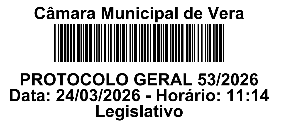 Câmara Municipal de Vera
PROTOCOLO GERAL 53/2026
Data: 24/03/2026 - Horário: 11:14
Legislativo